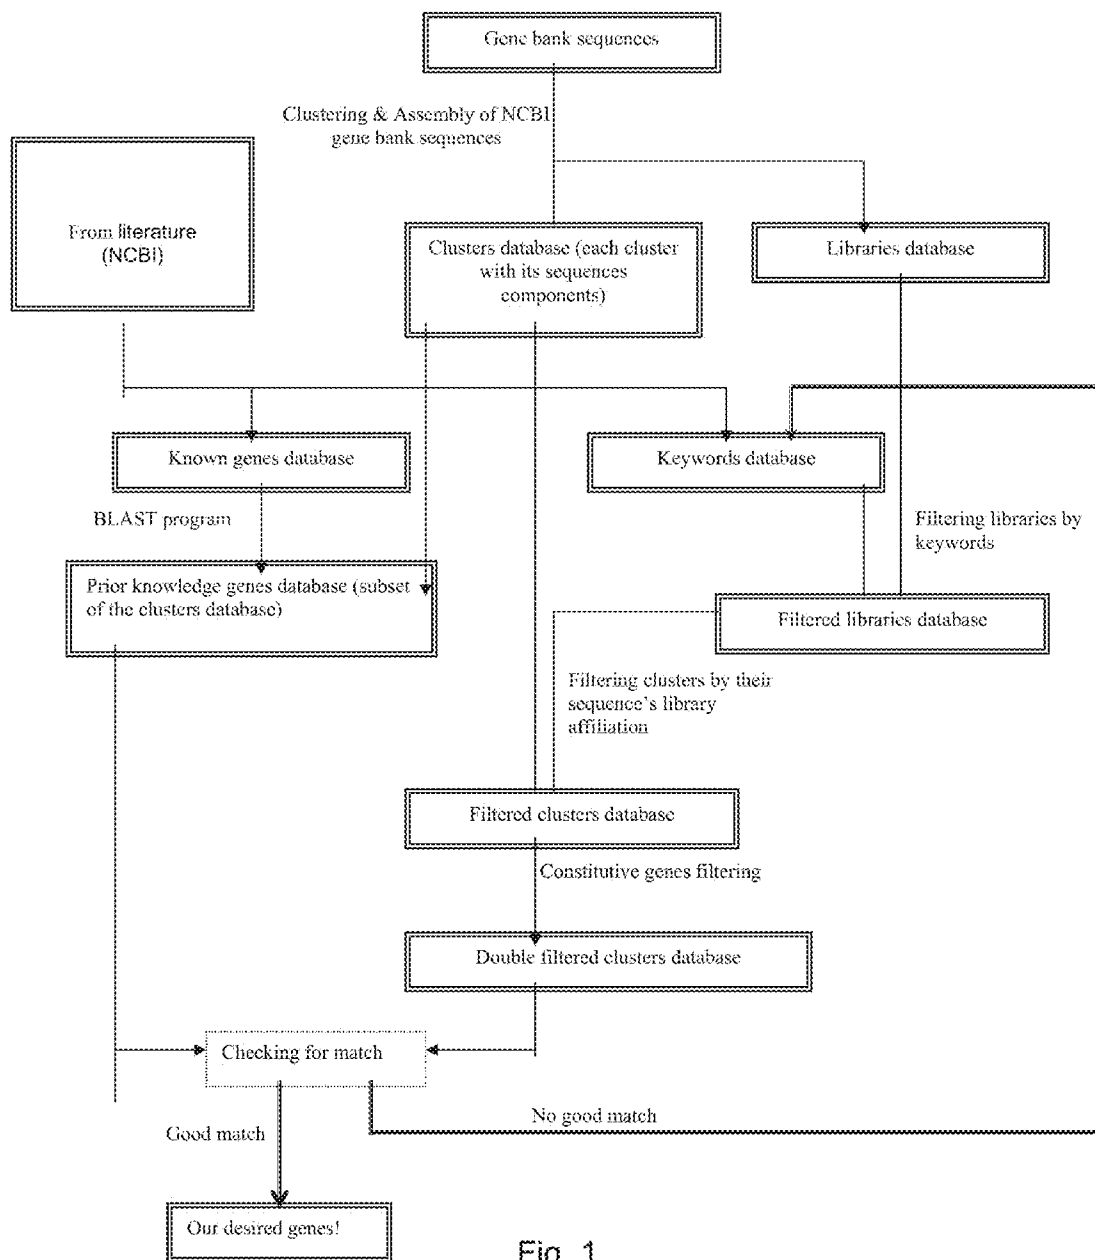 Gene bank sequences
Clustering & Assembly of NCBI
gene bank sequences
From literature
(NCBI)
Clusters database (each cluster
with its sequences
components)
Libraries database
Known genes database
Keywords database
BLAST program
Filtering libraries by
keywords
Prior knowledge genes database (subset
of the clusters database)
Filtered libraries database
Filtering clusters by their
sequence's library
affiliation
Filtered clusters database
Constitutive genes filtering
Double filtered clusters database
Checking for match
No good match
Good match
Our desired genes!
Fig. 1